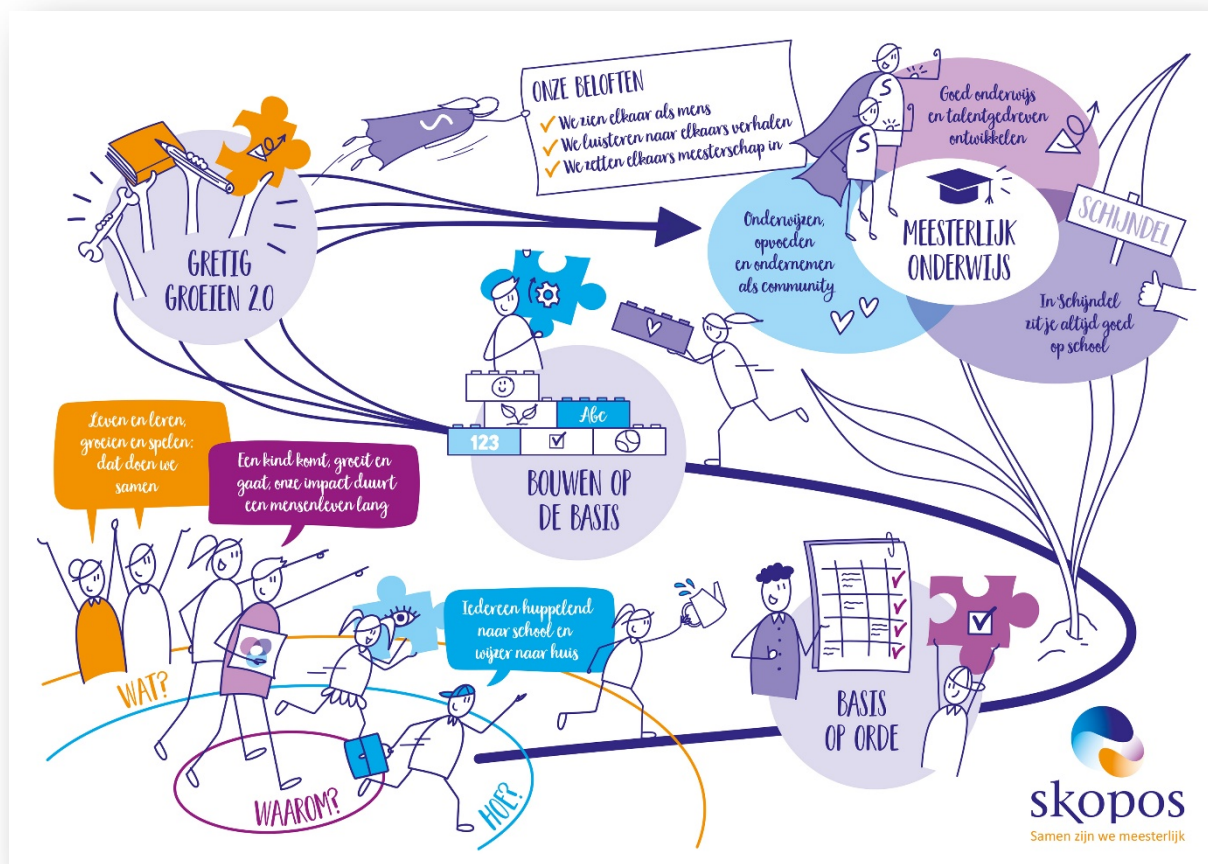 ONZE BELOFTEN
We zien elkaar als mens
We luisteren naar elkaars verhalen
We zetten elkaars meesterschap in
S
S
S
Goed onderwijs
en talentgedreven
ontwikkelen
GRETIG
GROEIEN 2.0
Onderwijzen,
opvoeden
en ondernemen
als community
MEESTERLIJK
ONDERWIJS
SCHIJNDEL
In Schijndel
zit je altijd goed
op school
Abc
123
BOUWEN OP
DE BASIS
Leven en leren,
groeien en spelen:
dat doen we
samen
Een kind komt, groeit en
gaat, onze impact duurt
een mensenleven lang
Iedereen huppelend
naar school en
wijzer naar huis
WAT?
WAAROM?
HOE?
BASIS
OP ORDE
skopos
Samen zijn we meesterlijk